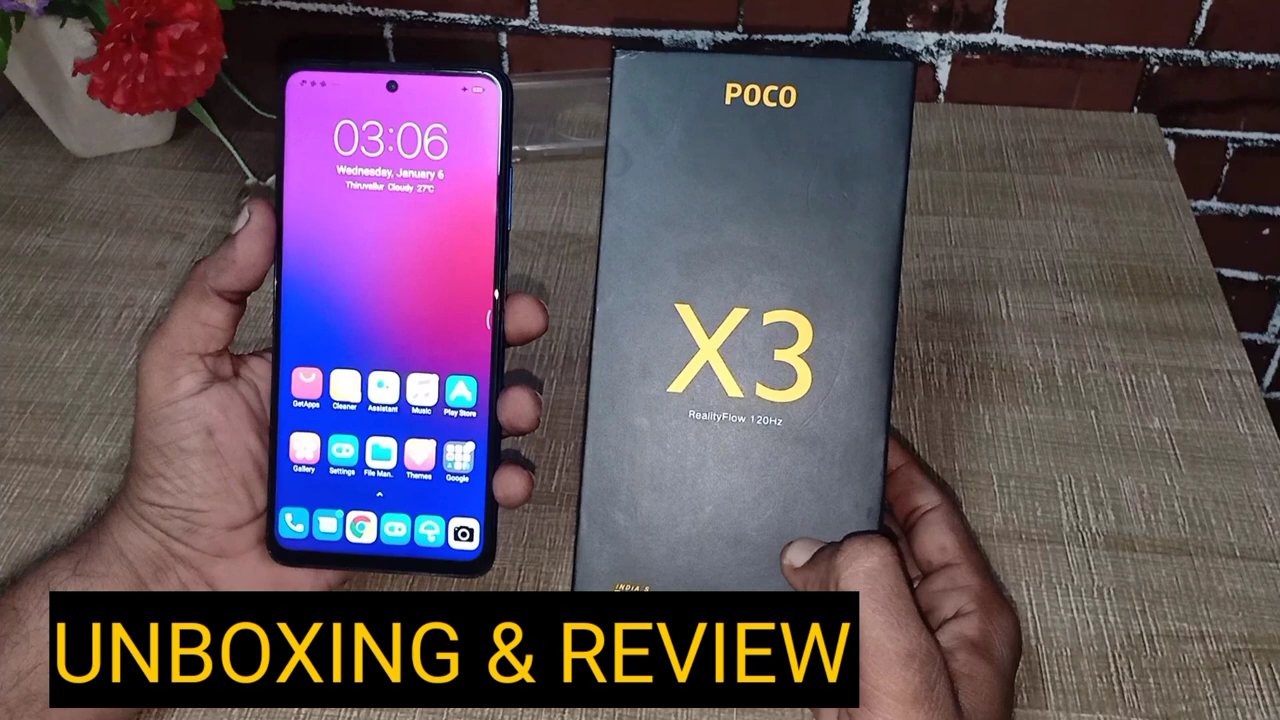 03:06
Wednesday, January 6
Thiruvallur Cloudy 27°C
GetApps Cleaner Assistant Music Play Store
Gallery Settings File Man.. Themes Google
POCO
X3
RealityFlow 120Hz
INDIA'S
UNBOXING & REVIEW